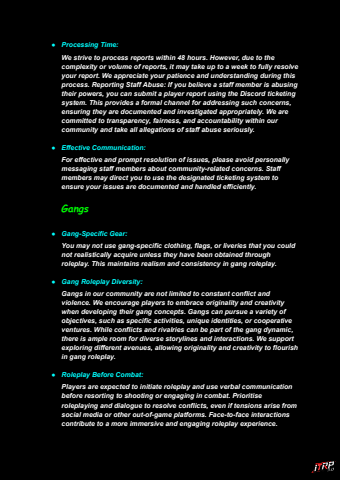 ● Processing Time:
We strive to process reports within 48 hours. However, due to the
complexity or volume of reports, it may take up to a week to fully resolve
your report. We appreciate your patience and understanding during this
process. Reporting Staff Abuse: If you believe a staff member is abusing
their powers, you can submit a player report using the Discord ticketing
system. This provides a formal channel for addressing such concerns,
ensuring they are documented and investigated appropriately. We are
committed to transparency, fairness, and accountability within our
community and take all allegations of staff abuse seriously.
● Effective Communication:
For effective and prompt resolution of issues, please avoid personally
messaging staff members about community-related concerns. Staff
members may direct you to use the designated ticketing system to
ensure your issues are documented and handled efficiently.
Gangs
● Gang-Specific Gear:
You may not use gang-specific clothing, flags, or liveries that you could
not realistically acquire unless they have been obtained through
roleplay. This maintains realism and consistency in gang roleplay.
● Gang Roleplay Diversity:
Gangs in our community are not limited to constant conflict and
violence. We encourage players to embrace originality and creativity
when developing their gang concepts. Gangs can pursue a variety of
objectives, such as specific activities, unique identities, or cooperative
ventures. While conflicts and rivalries can be part of the gang dynamic,
there is ample room for diverse storylines and interactions. We support
exploring different avenues, allowing originality and creativity to flourish
in gang roleplay.
● Roleplay Before Combat:
Players are expected to initiate roleplay and use verbal communication
before resorting to shooting or engaging in combat. Prioritise
roleplaying and dialogue to resolve conflicts, even if tensions arise from
social media or other out-of-game platforms. Face-to-face interactions
contribute to a more immersive and engaging roleplay experience.